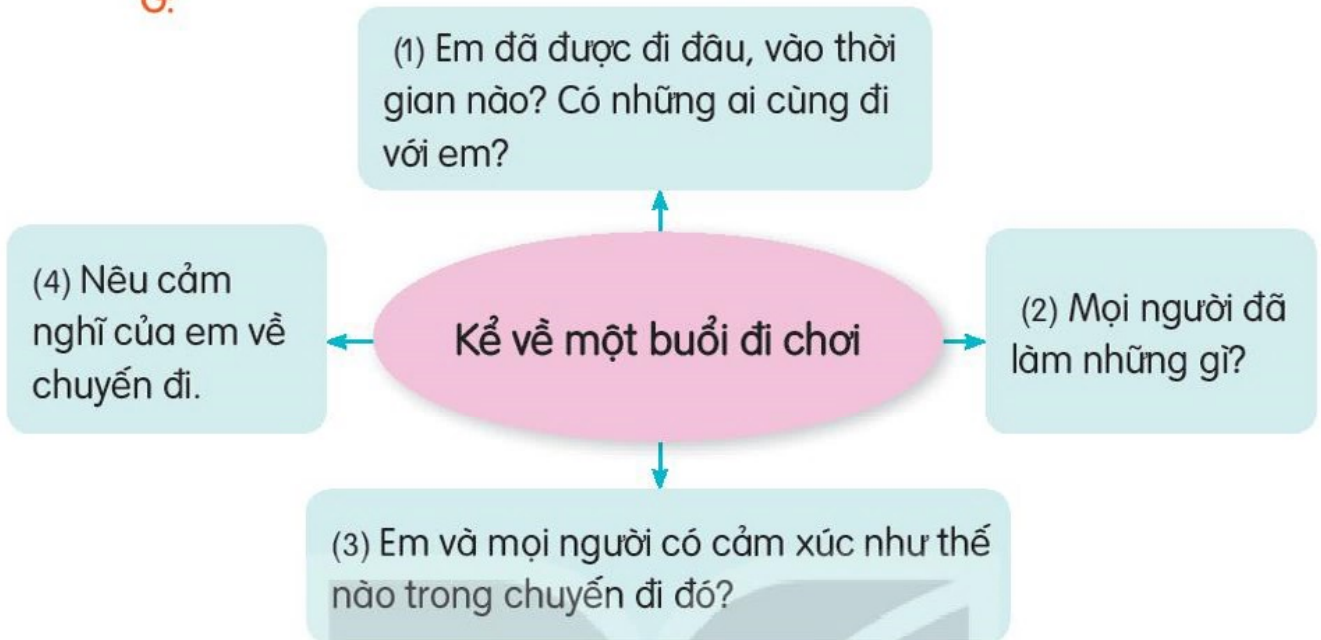 (1) Em đã được đi đâu, vào thời
gian nào? Có những ai cùng đi
với em?
(4) Nêu cảm
nghĩ của em về
chuyến đi.
Kể về một buổi đi chơi
(2) Mọi người đã
làm những gì?
(3) Em và mọi người có cảm xúc như thế
nào trong chuyến đi đó?